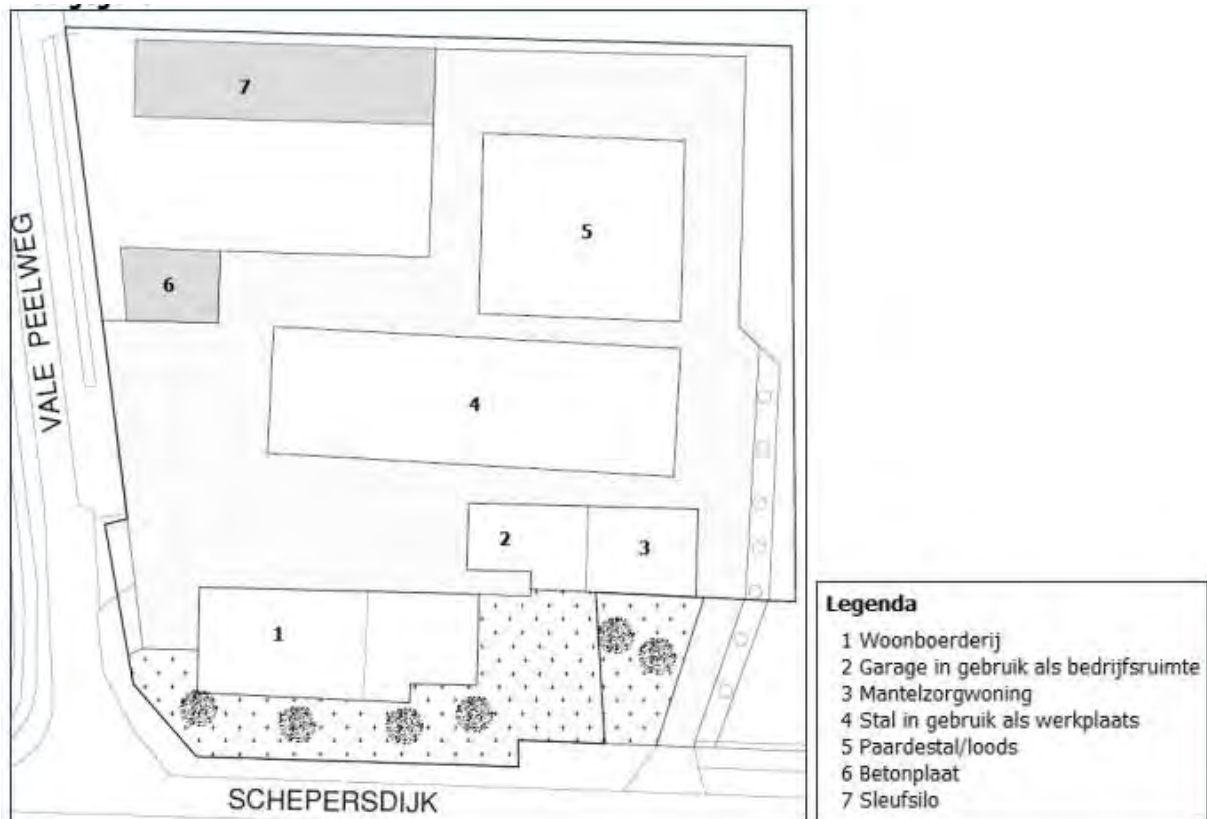 7
5
6
VALE PEELWEG
4
2
3
1
SCHEPERSDIJK
Legenda
1 Woonboerderij
2 Garage in gebruik als bedrijfsruimte
3 Mantelzorgwoning
4 Stal in gebruik als werkplaats
5 Paardestal/loods
6 Betonplaat
7 Sleufsilo